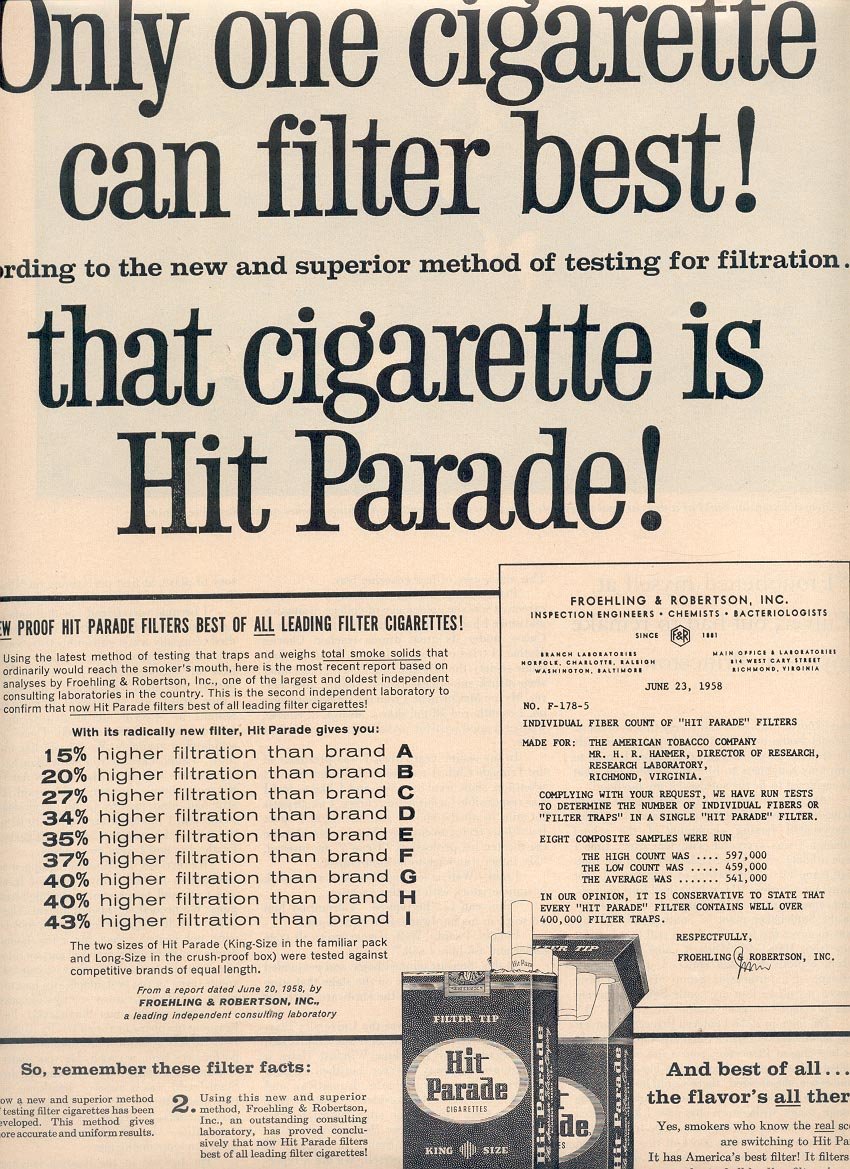 Only one cigarette
can filter best!
ording to the new and superior method of testing for filtration.
that cigarette is
Hit Parade!
EW PROOF HIT PARADE FILTERS BEST OF ALL LEADING FILTER CIGARETTES!
Using the latest method of testing that traps and weighs total smoke solids that
ordinarily would reach the smoker's mouth, here is the most recent report based on
analyses by Froehling & Robertson, Inc., one of the largest and oldest independent
consulting laboratories in the country. This is the second independent laboratory to
confirm that now Hit Parade filters best of all leading filter cigarettes!
With its radically new filter, Hit Parade gives you:
15% higher filtration than brand A
20% higher filtration than brand B
27% higher filtration than brand C
34% higher filtration than brand D
35% higher filtration than brand E
37% higher filtration than brand F
40% higher filtration than brand G
40% higher filtration than brand H
43% higher filtration than brand I
The two sizes of Hit Parade (King-Size in the familiar pack
and Long-Size in the crush-proof box) were tested against
competitive brands of equal length.
From a report dated June 20, 1958, by
FROEHLING & ROBERTSON, INC.,
a leading independent consulting laboratory
FROEHLING & ROBERTSON, INC.
INSPECTION ENGINEERS • CHEMISTS • BACTERIOLOGISTS
SINCE F&R 1881
BRANCH LABORATORIES
NORFOLK, CHARLOTTE, RALEIGH
WASHINGTON, BALTIMORE
MAIN OFFICE & LABORATORIES
814 WEST CARY STREET
RICHMOND, VIRGINIA
JUNE 23, 1958
NO. F-178-5
INDIVIDUAL FIBER COUNT OF "HIT PARADE" FILTERS
MADE FOR: THE AMERICAN TOBACCO COMPANY
MR. H. R. HANMER, DIRECTOR OF RESEARCH,
RESEARCH LABORATORY,
RICHMOND, VIRGINIA.
COMPLYING WITH YOUR REQUEST, WE HAVE RUN TESTS
TO DETERMINE THE NUMBER OF INDIVIDUAL FIBERS OR
"FILTER TRAPS" IN A SINGLE "HIT PARADE" FILTER.
EIGHT COMPOSITE SAMPLES WERE RUN
THE HIGH COUNT WAS .... 597,000
THE LOW COUNT WAS ..... 459,000
THE AVERAGE WAS ....... 541,000
IN OUR OPINION, IT IS CONSERVATIVE TO STATE THAT
EVERY "HIT PARADE" FILTER CONTAINS WELL OVER
400,000 FILTER TRAPS.
RESPECTFULLY,
FROEHLING & ROBERTSON, INC.
FILTER TIP
Hit
Parade
CIGARETTES
KING SIZE
Hit Parade
TER TIP
Hit Parade
So, remember these filter facts:
ow a new and superior method
testing filter cigarettes has been
eveloped. This method gives
ore accurate and uniform results.
2. Using this new and superior
method, Froehling & Robertson,
Inc., an outstanding consulting
laboratory, has proved conclu-
sively that now Hit Parade filters
best of all leading filter cigarettes!
And best of all...
the flavor's all ther
Yes, smokers who know the real sc
are switching to Hit Pa
It has America's best filter! It filters